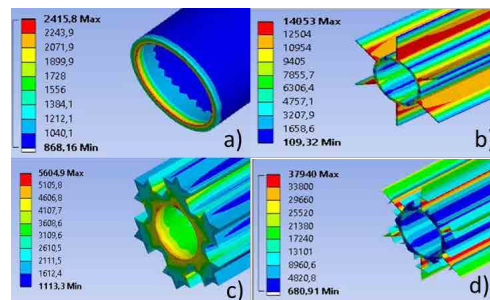 2415,8 Max
2243,9
2071,9
1899,9
1728
1556
1384,1
1212,1
1040,1
868,16 Min
a)
14053 Max
12504
10954
9405
7855,7
6306,4
4757,1
3207,9
1658,6
109,32 Min
b)
5604,9 Max
5105,8
4606,8
4107,7
3608,6
3109,6
2610,5
2111,5
1612,4
1113,3 Min
c)
37940 Max
33800
29660
25520
21380
17240
13101
8960,6
4820,8
680,91 Min
d)